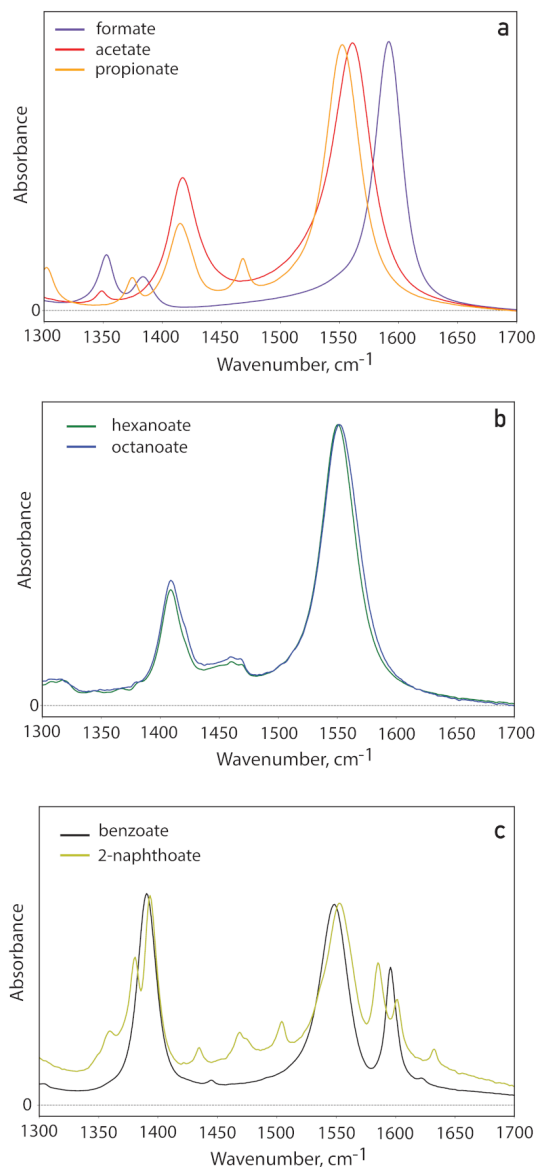 a
formate
acetate
propionate
Absorbance
0
1300 1350 1400 1450 1500 1550 1600 1650 1700
Wavenumber, cm-1
b
hexanoate
octanoate
Absorbance
0
1300 1350 1400 1450 1500 1550 1600 1650 1700
Wavenumber, cm-1
c
benzoate
2-naphthoate
Absorbance
0
1300 1350 1400 1450 1500 1550 1600 1650 1700
Wavenumber, cm-1